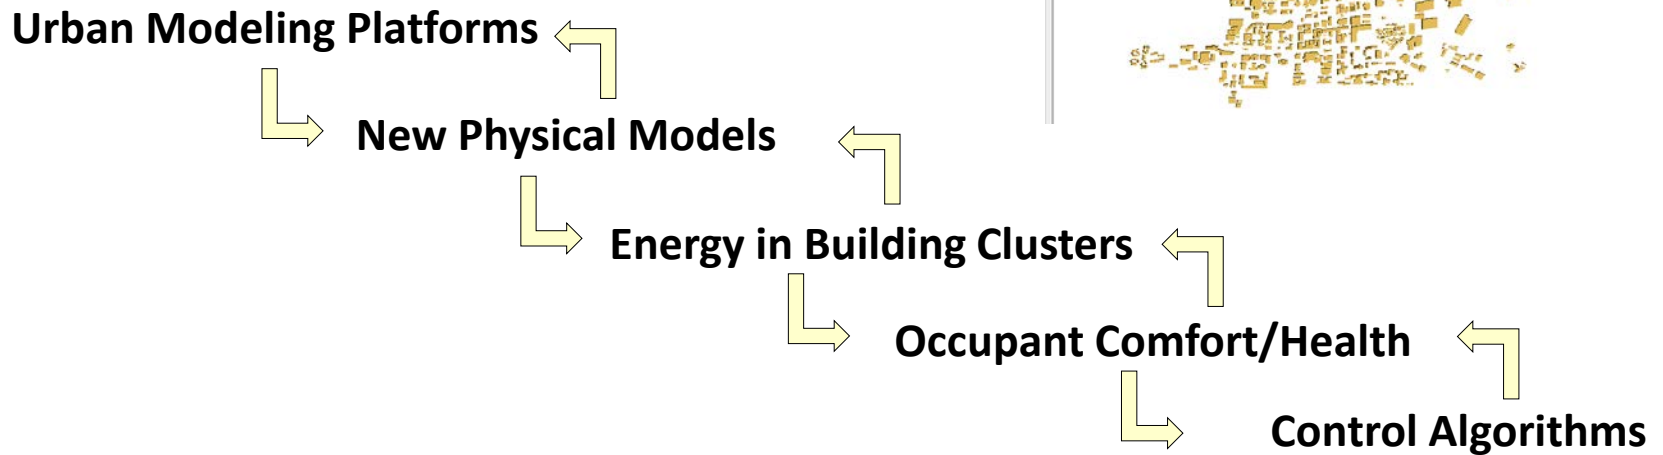 Urban Modeling Platforms
New Physical Models
Energy in Building Clusters
Occupant Comfort/Health
Control Algorithms